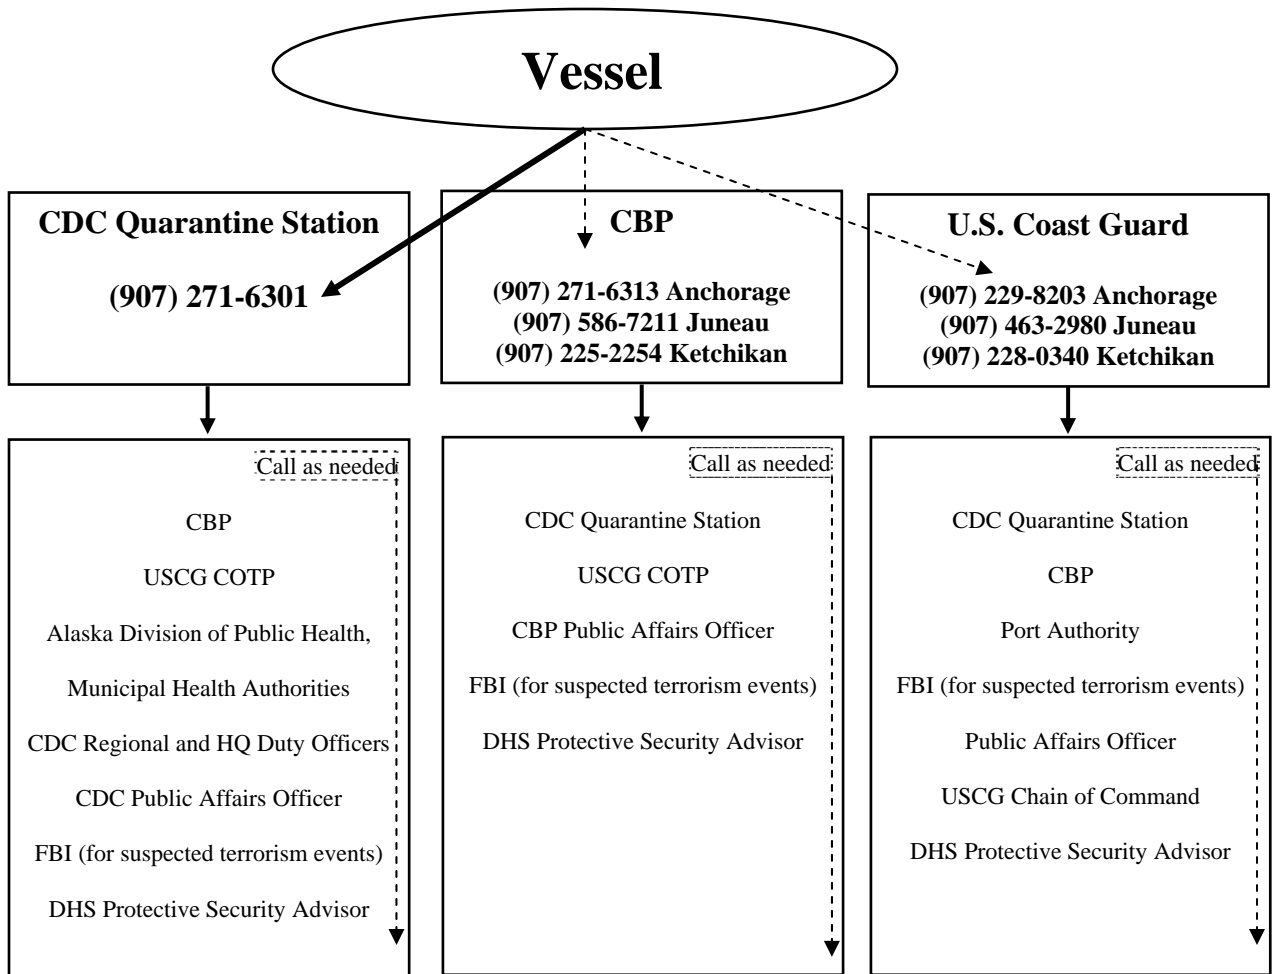 Vessel
CDC Quarantine Station
(907) 271-6301
CBP
(907) 271-6313 Anchorage
(907) 586-7211 Juneau
(907) 225-2254 Ketchikan
U.S. Coast Guard
(907) 229-8203 Anchorage
(907) 463-2980 Juneau
(907) 228-0340 Ketchikan
Call as needed
CBP
USCG COTP
Alaska Division of Public Health,
Municipal Health Authorities
CDC Regional and HQ Duty Officers
CDC Public Affairs Officer
FBI (for suspected terrorism events)
DHS Protective Security Advisor
Call as needed
CDC Quarantine Station
USCG COTP
CBP Public Affairs Officer
FBI (for suspected terrorism events)
DHS Protective Security Advisor
Call as needed
CDC Quarantine Station
CBP
Port Authority
FBI (for suspected terrorism events)
Public Affairs Officer
USCG Chain of Command
DHS Protective Security Advisor